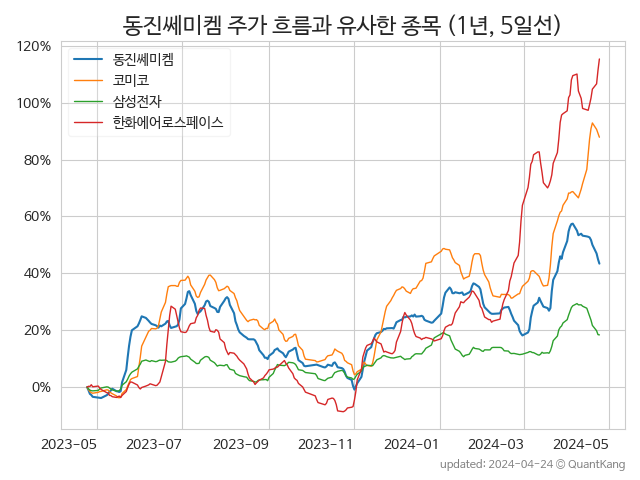 동진쎄미켐 주가 흐름과 유사한 종목 (1년, 5일선)
동진쎄미켐
코미코
삼성전자
한화에어로스페이스
120%
100%
80%
60%
40%
20%
0%
2023-05 2023-07 2023-09 2023-11 2024-01 2024-03 2024-05
updated: 2024-04-24 © QuantKang